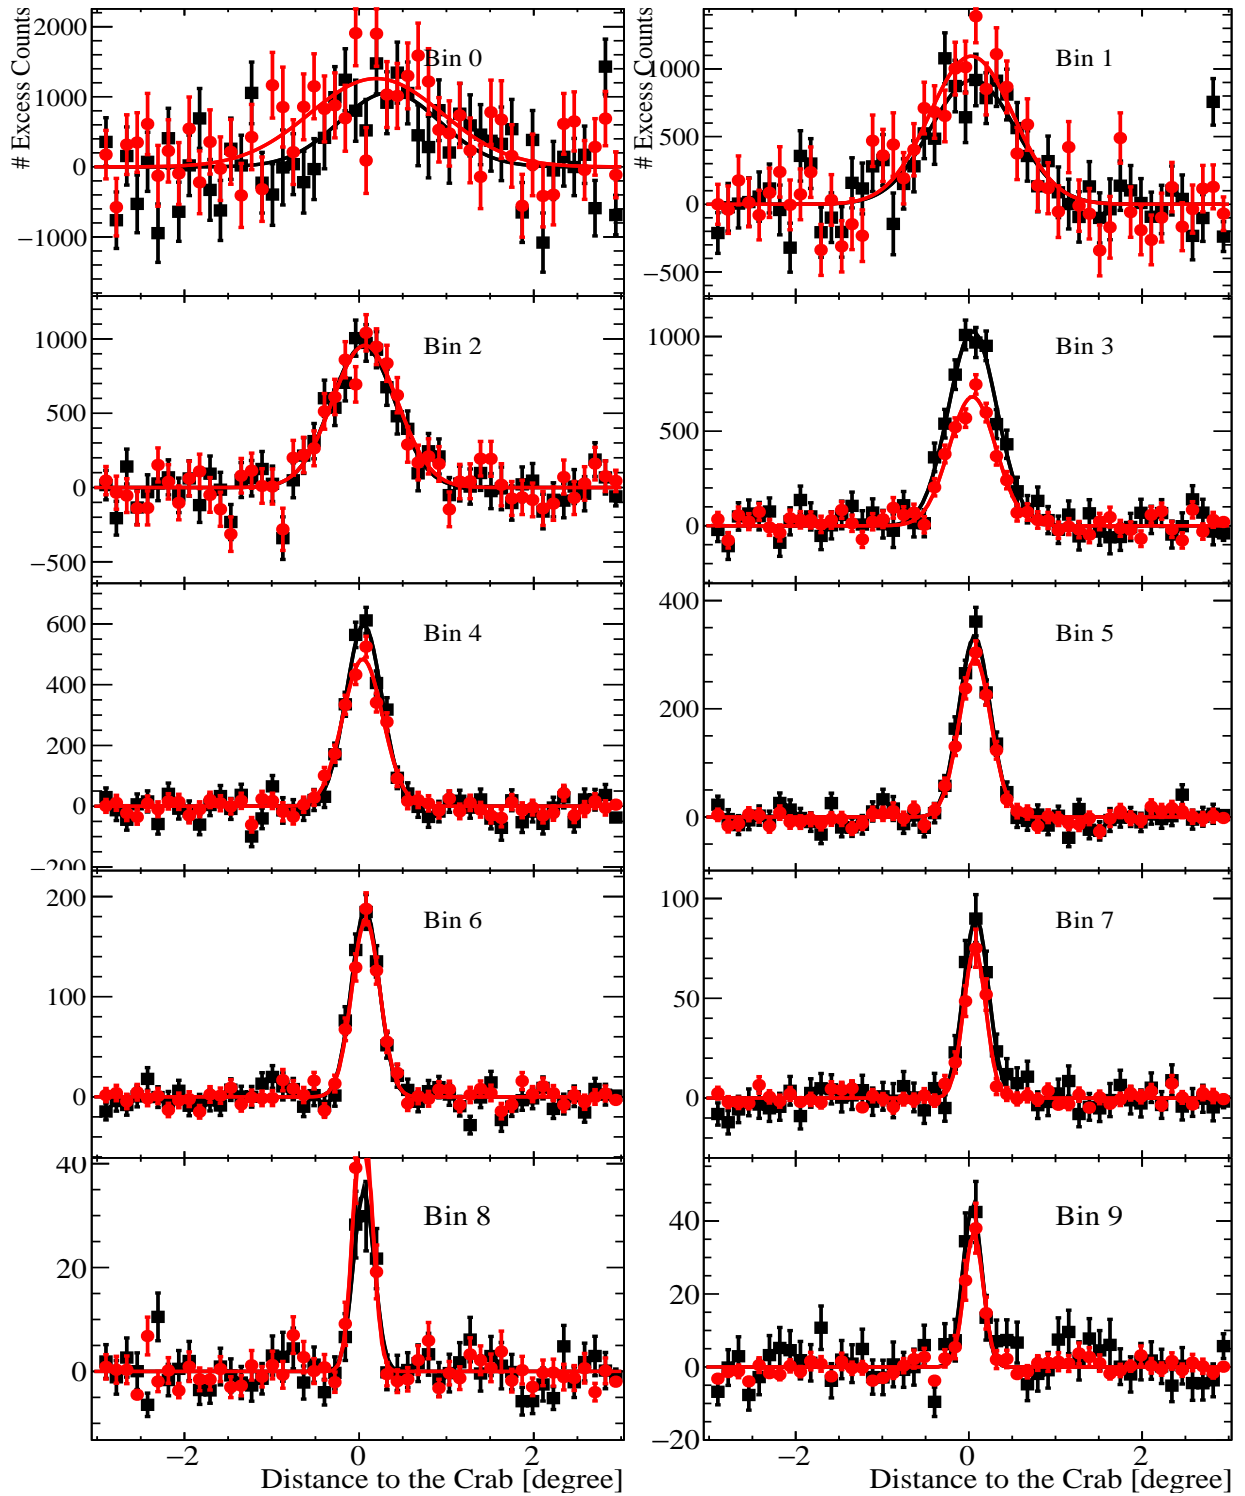 # Excess Counts
2000
1000
0
−1000
Bin 0
# Excess Counts
1000
500
0
−500
Bin 1
1000
500
0
−500
Bin 2
1000
500
0
Bin 3
600
400
200
0
−200
Bin 4
400
200
0
Bin 5
200
100
0
Bin 6
100
50
0
Bin 7
40
20
0
Bin 8
40
20
0
−20
Bin 9
−2 0 2
Distance to the Crab [degree]
−2 0 2
Distance to the Crab [degree]